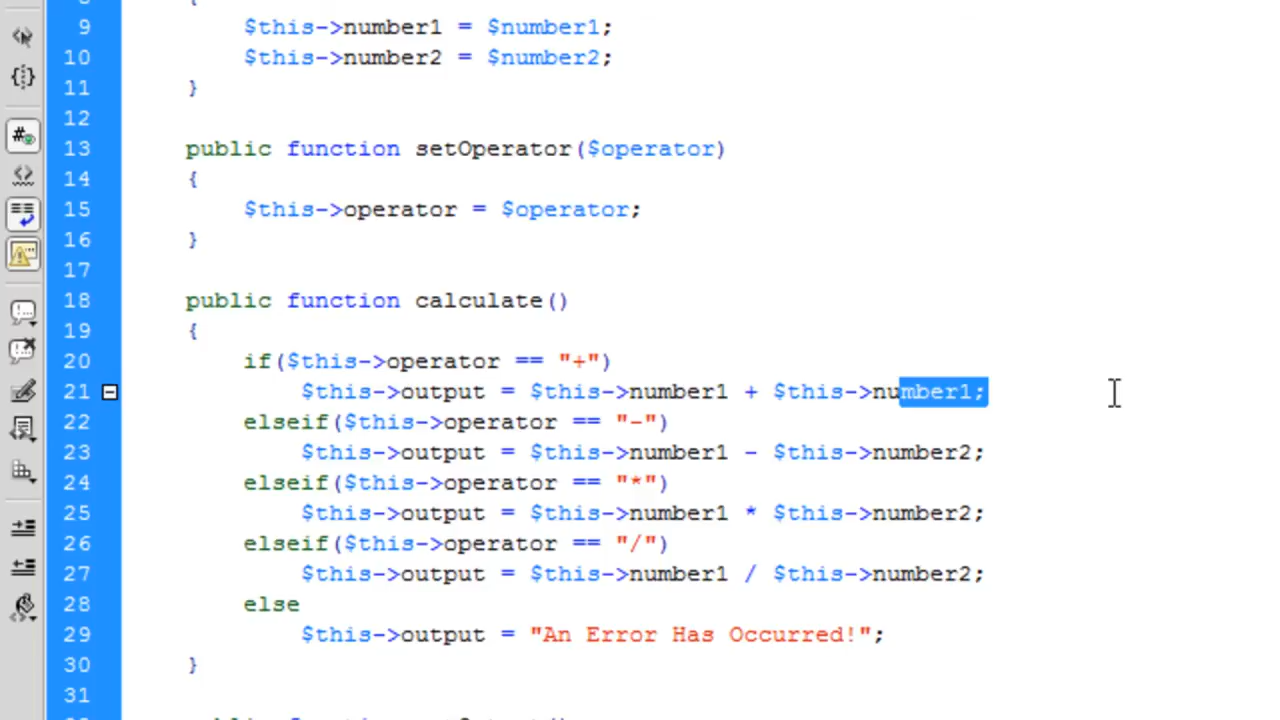 8 {
9 $this->number1 = $number1;
10 $this->number2 = $number2;
11 }
12
13 public function setOperator($operator)
14 {
15 $this->operator = $operator;
16 }
17
18 public function calculate()
19 {
20 if($this->operator == "+")
21 $this->output = $this->number1 + $this->number1;
22 elseif($this->operator == "-")
23 $this->output = $this->number1 - $this->number2;
24 elseif($this->operator == "*")
25 $this->output = $this->number1 * $this->number2;
26 elseif($this->operator == "/")
27 $this->output = $this->number1 / $this->number2;
28 else
29 $this->output = "An Error Has Occurred!";
30 }
31